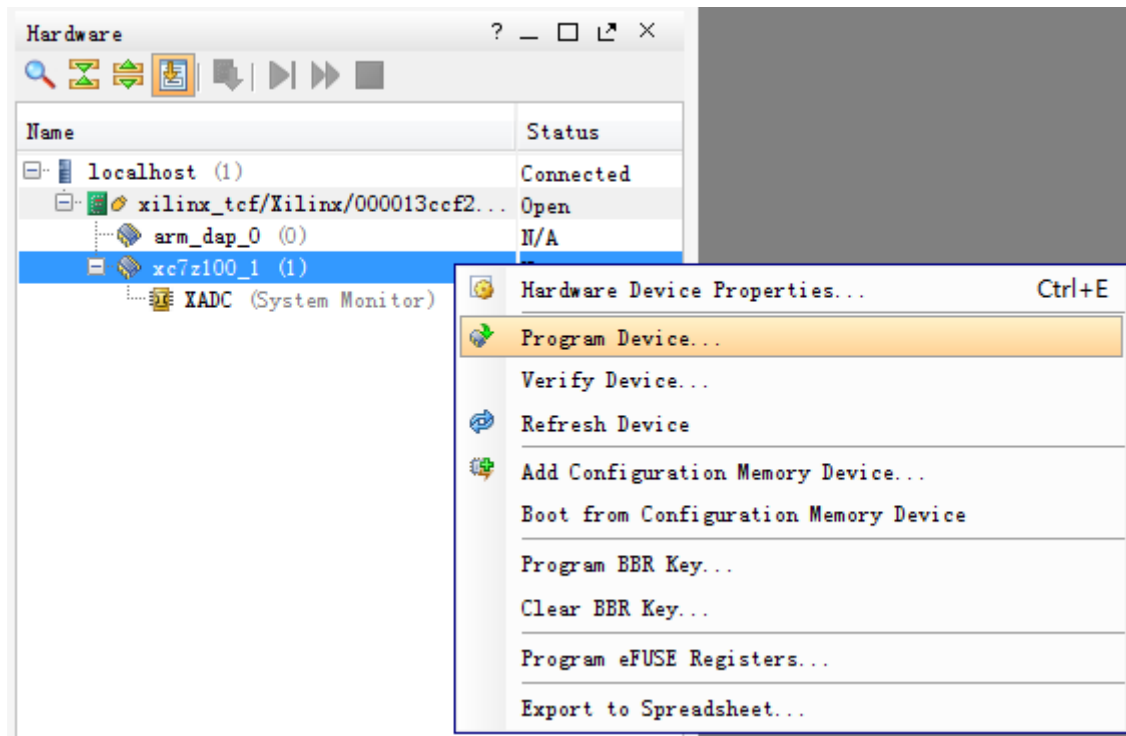 Hardware ?
Name Status
localhost (1) Connected
xilinx_tcf/Xilinx/000013ccf2... Open
arm_dap_0 (0) N/A
xc7z100_1 (1)
XADC (System Monitor)
Hardware Device Properties... Ctrl+E
Program Device...
Verify Device...
Refresh Device
Add Configuration Memory Device...
Boot from Configuration Memory Device
Program BBR Key...
Clear BBR Key...
Program eFUSE Registers...
Export to Spreadsheet...